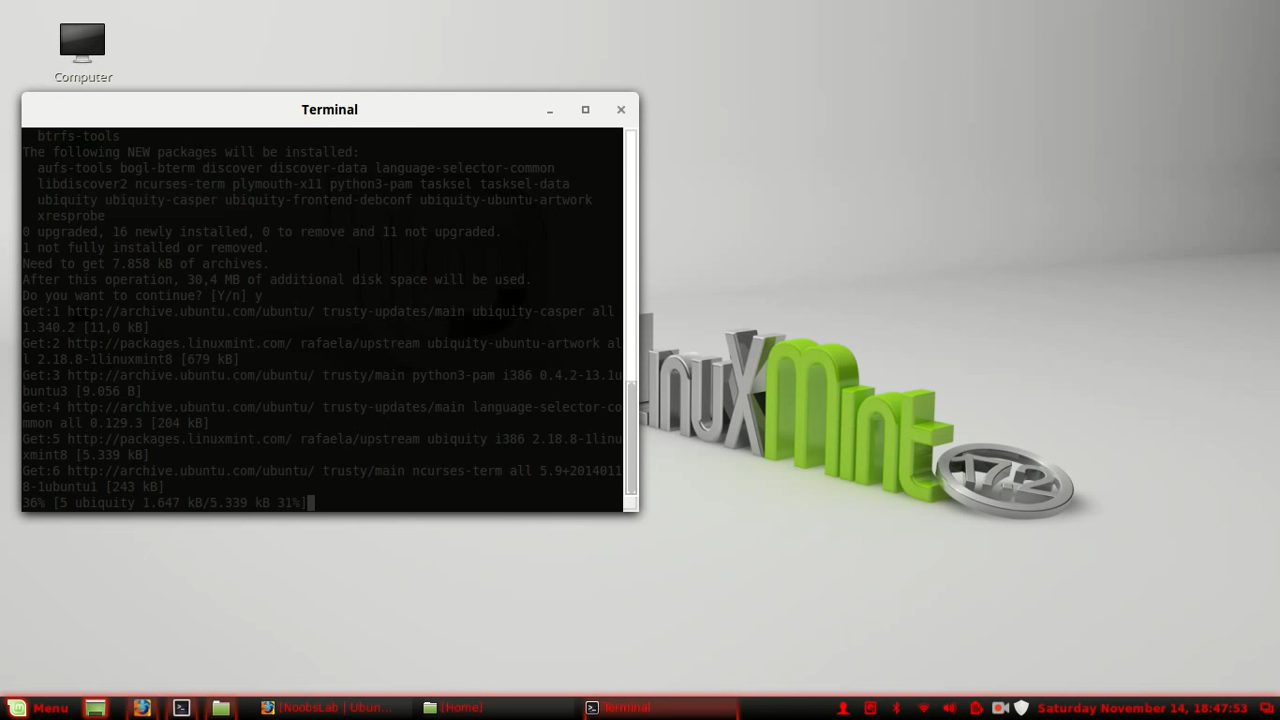 Computer
Terminal
btrfs-tools
The following NEW packages will be installed:
aufs-tools bogl-bterm discover discover-data language-selector-common
libdiscover2 ncurses-term plymouth-x11 python3-pam tasksel tasksel-data
ubiquity ubiquity-casper ubiquity-frontend-debconf ubiquity-ubuntu-artwork
xresprobe
0 upgraded, 16 newly installed, 0 to remove and 11 not upgraded.
1 not fully installed or removed.
Need to get 7.858 kB of archives.
After this operation, 30,4 MB of additional disk space will be used.
Do you want to continue? [Y/n] y
Get:1 http://archive.ubuntu.com/ubuntu/ trusty-updates/main ubiquity-casper all
1.340.2 [11,0 kB]
Get:2 http://packages.linuxmint.com/ rafaela/upstream ubiquity-ubuntu-artwork al
l 2.18.8-1linuxmint8 [679 kB]
Get:3 http://archive.ubuntu.com/ubuntu/ trusty/main python3-pam i386 0.4.2-13.1u
buntu3 [9.056 B]
Get:4 http://archive.ubuntu.com/ubuntu/ trusty-updates/main language-selector-co
mmon all 0.129.3 [204 kB]
Get:5 http://packages.linuxmint.com/ rafaela/upstream ubiquity i386 2.18.8-1linu
xmint8 [5.339 kB]
Get:6 http://archive.ubuntu.com/ubuntu/ trusty/main ncurses-term all 5.9+2014011
8-1ubuntu1 [243 kB]
36% [5 ubiquity 1.647 kB/5.339 kB 31%]
LinuxMint
17.2
Menu
[NoobsLab | Ubun...
[Home]
Terminal
Saturday November 14, 18:47:53